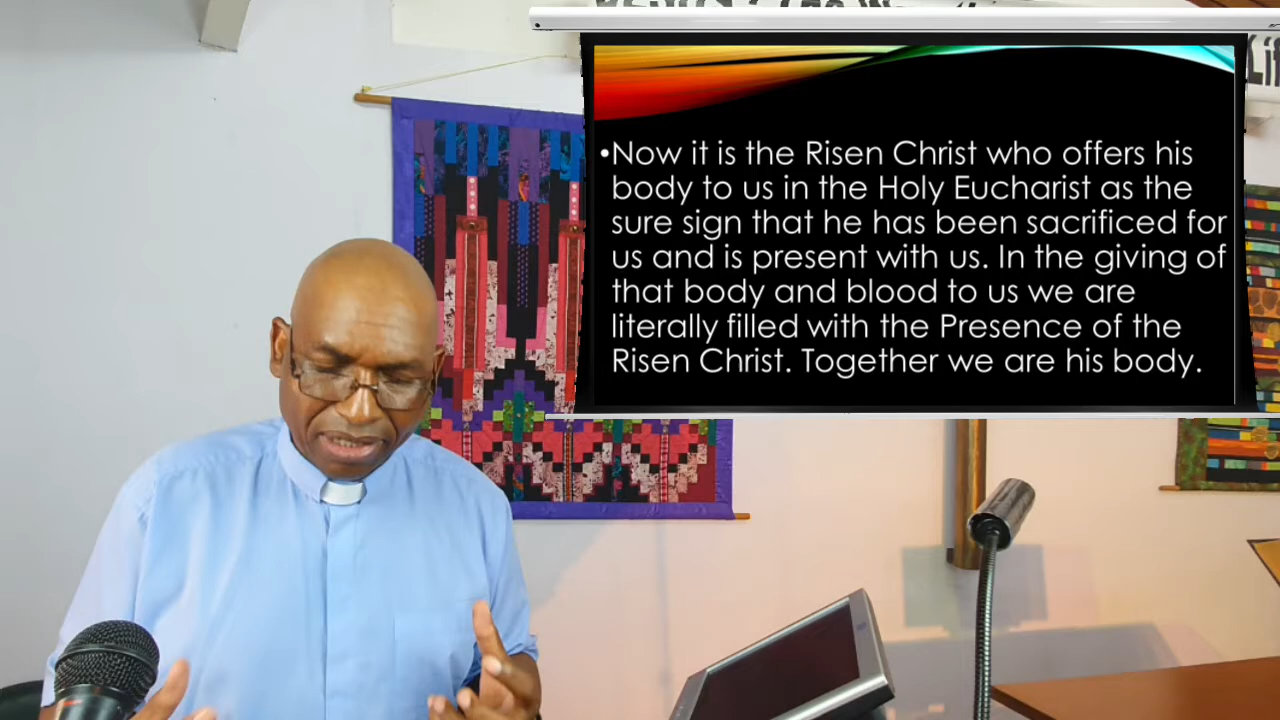 •Now it is the Risen Christ who offers his
body to us in the Holy Eucharist as the
sure sign that he has been sacrificed for
us and is present with us. In the giving of
that body and blood to us we are
literally filled with the Presence of the
Risen Christ. Together we are his body.